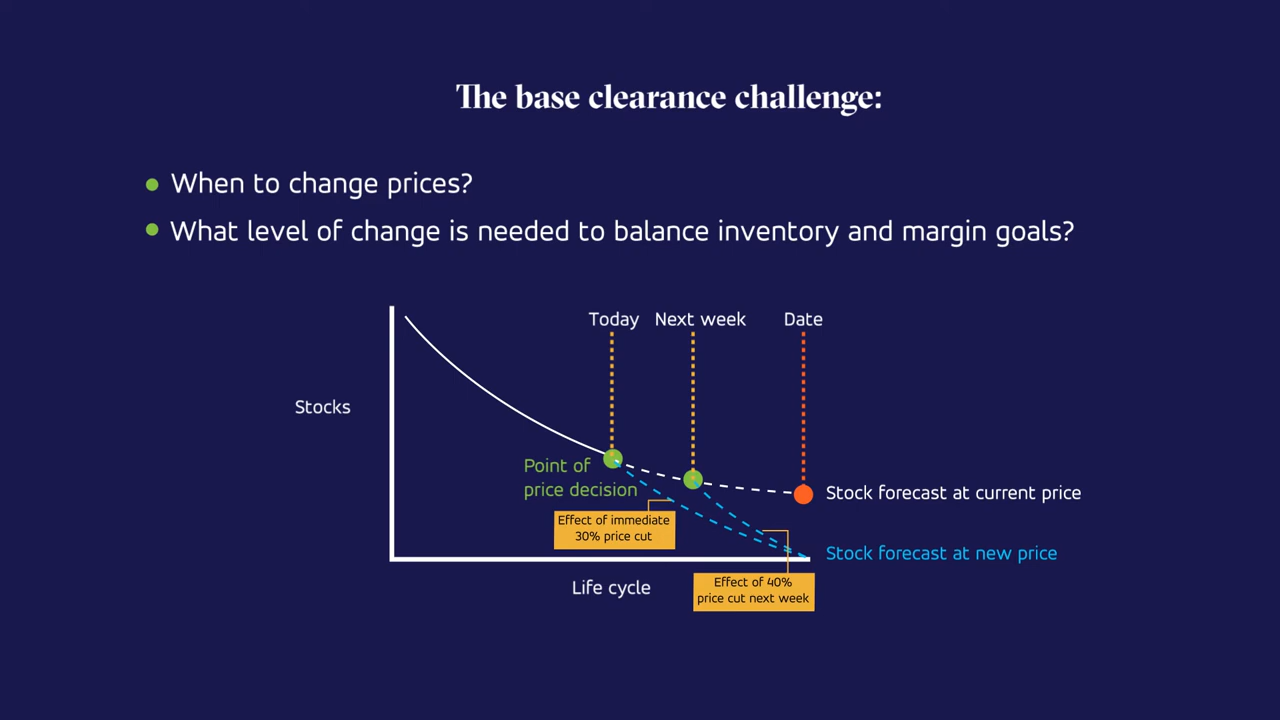 The base clearance challenge:
When to change prices?
What level of change is needed to balance inventory and margin goals?
Today
Next week
Date
Stocks
Point of
price decision
Stock forecast at current price
Effect of immediate
30% price cut
Stock forecast at new price
Life cycle
Effect of 40%
price cut next week